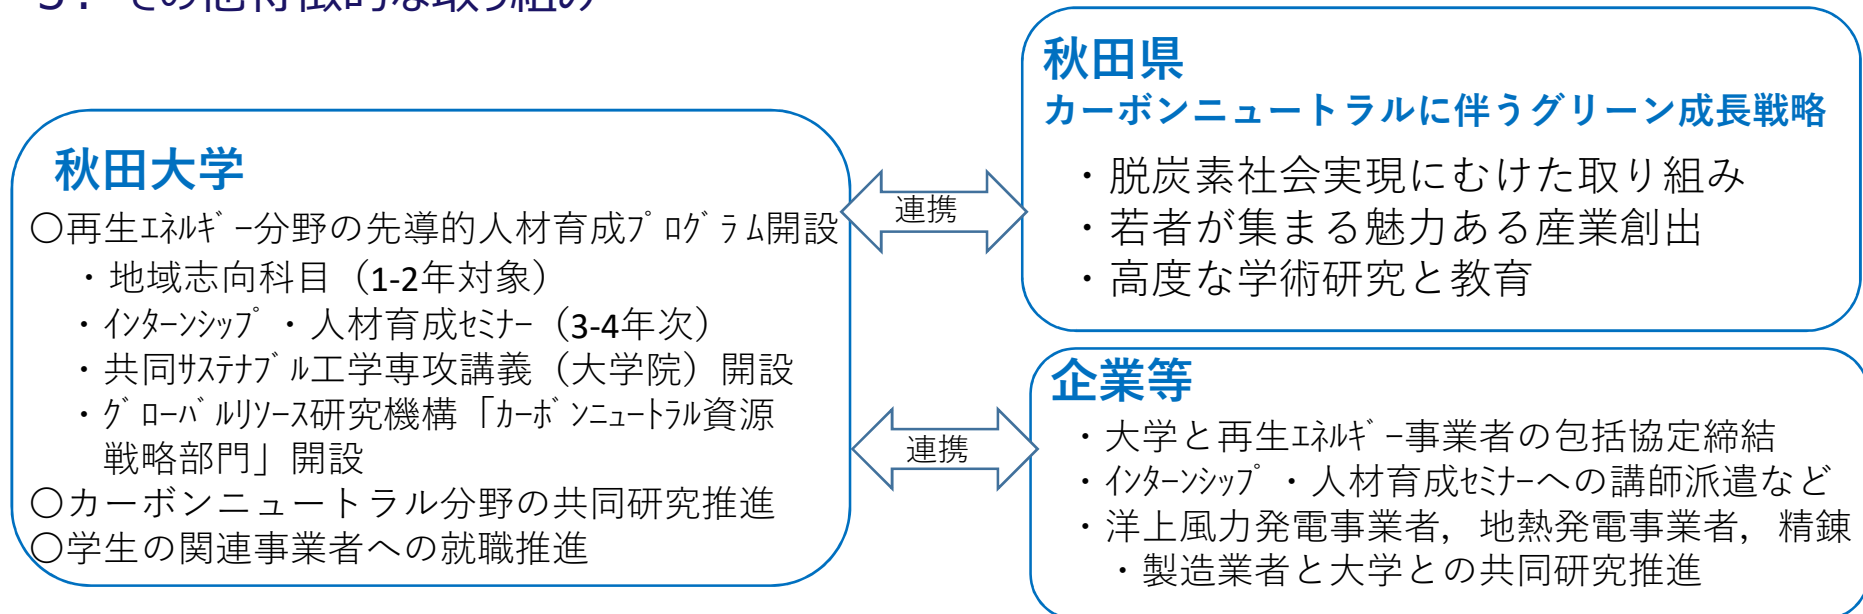 ３．その他特徴的な取り組み
秋田大学
〇再生ｴﾈﾙｷﾞｰ分野の先導的人材育成ﾌﾟﾛｸﾞﾗﾑ開設
・地域志向科目（1-2年対象）
・ｲﾝﾀｰﾝｼｯﾌﾟ・人材育成ｾﾐﾅｰ（3-4年次）
・共同ｻｽﾃﾅﾌﾞﾙ工学専攻講義（大学院）開設
・ｸﾞﾛｰﾊﾞﾙﾘｿｰｽ研究機構「ｶｰﾎﾞﾝﾆｭｰﾄﾗﾙ資源
戦略部門」開設
〇カーボンニュートラル分野の共同研究推進
〇学生の関連事業者への就職推進
連携
連携
秋田県
カーボンニュートラルに伴うグリーン成長戦略
・脱炭素社会実現にむけた取り組み
・若者が集まる魅力ある産業創出
・高度な学術研究と教育
企業等
・大学と再生ｴﾈﾙｷﾞｰ事業者の包括協定締結
・ｲﾝﾀｰﾝｼｯﾌﾟ・人材育成ｾﾐﾅｰへの講師派遣など
・洋上風力発電事業者，地熱発電事業者，精錬
・製造業者と大学との共同研究推進